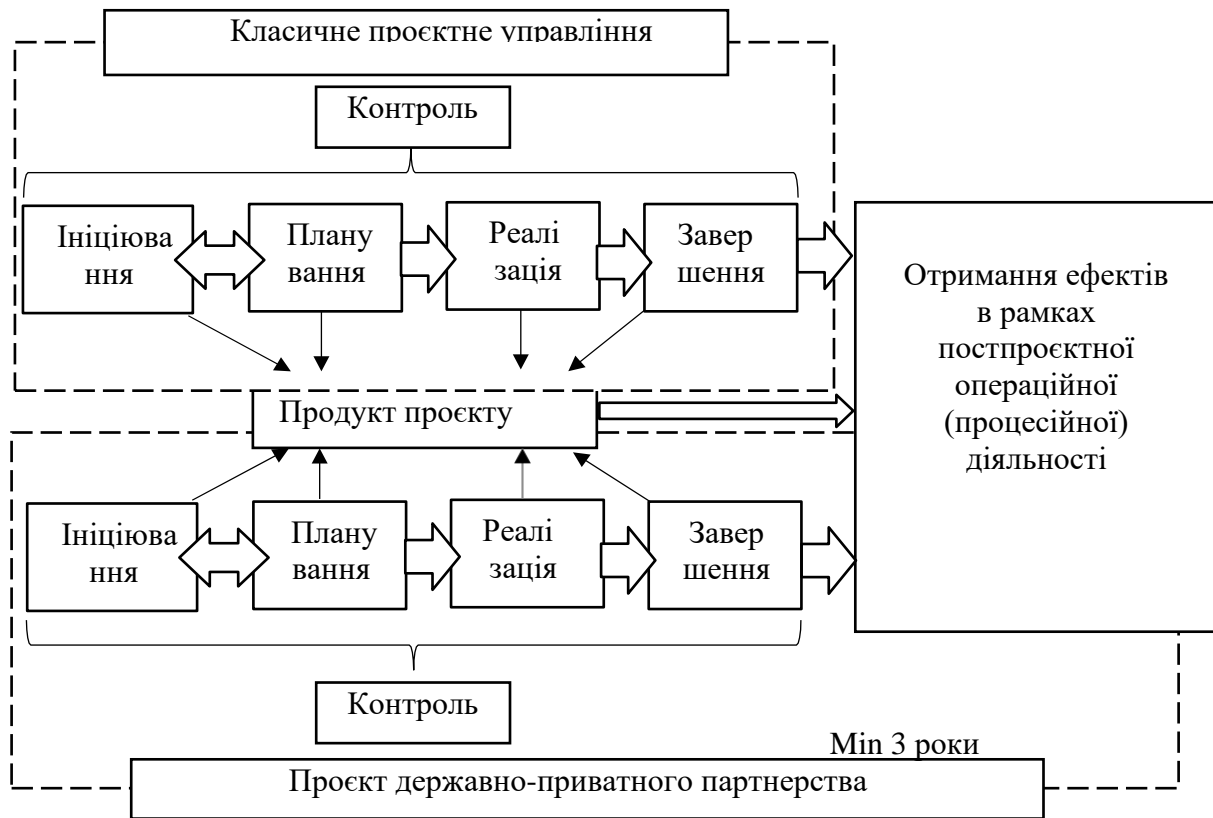 Класичне проєктне управління
Контроль
Ініціюва
ння
Плану
вання
Реалі
зація
Завер
шення
Отримання ефектів
в рамках
постпроєктної
операційної
(процесійної)
діяльності
Продукт проєкту
Ініціюва
ння
Плану
вання
Реалі
зація
Завер
шення
Контроль
Min 3 роки
Проєкт державно-приватного партнерства